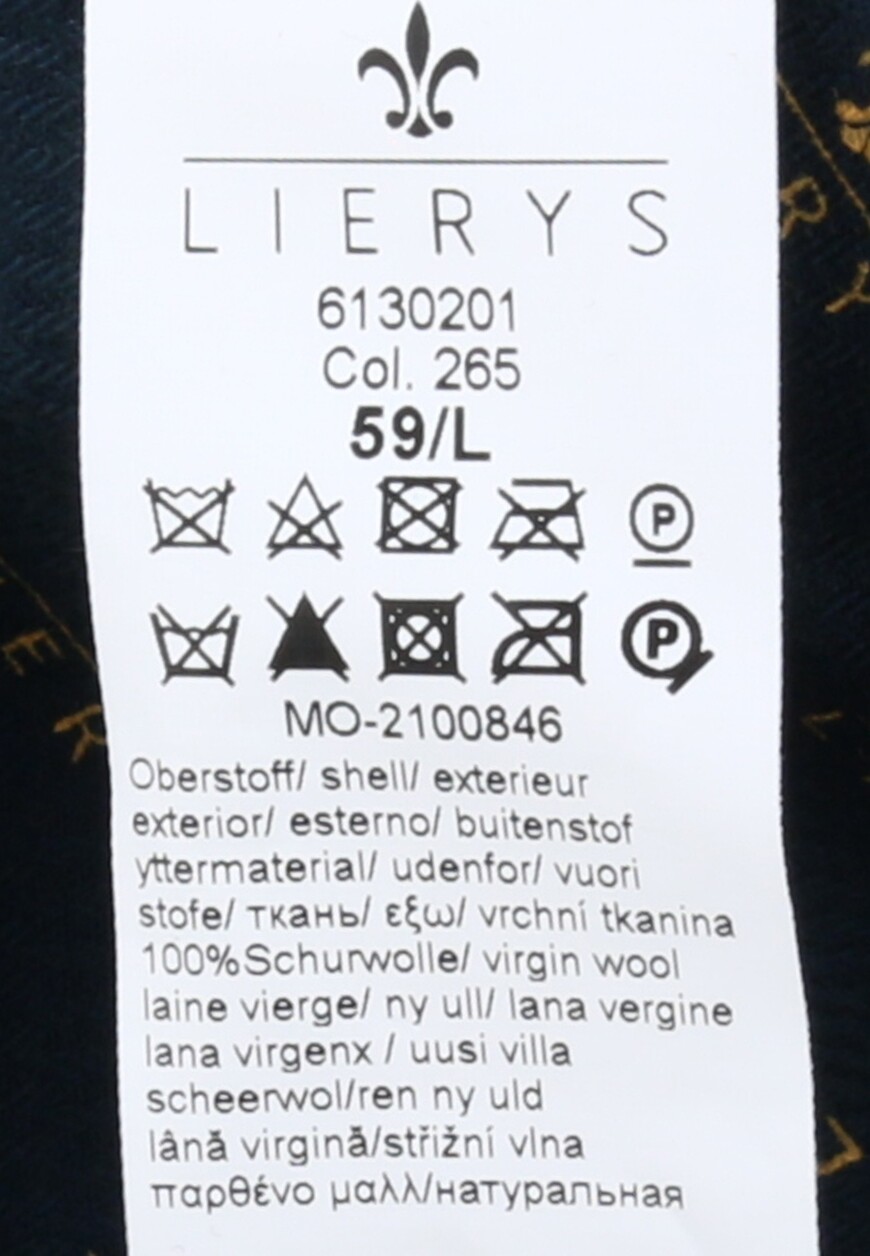 LIERYS
6130201
Col. 265
59/L
P
P
MO-2100846
Oberstoff/ shell/ exterieur
exterior/ esterno/ buitenstof
yttermaterial/ udenfor/ vuori
stofe/ ткань/ εξω/ vrchní tkanina
100%Schurwolle/ virgin wool
laine vierge/ ny ull/ lana vergine
lana virgenx / uusi villa
scheerwol/ren ny uld
lână virgină/střižní vlna
παρθένο μαλλ/натуральная